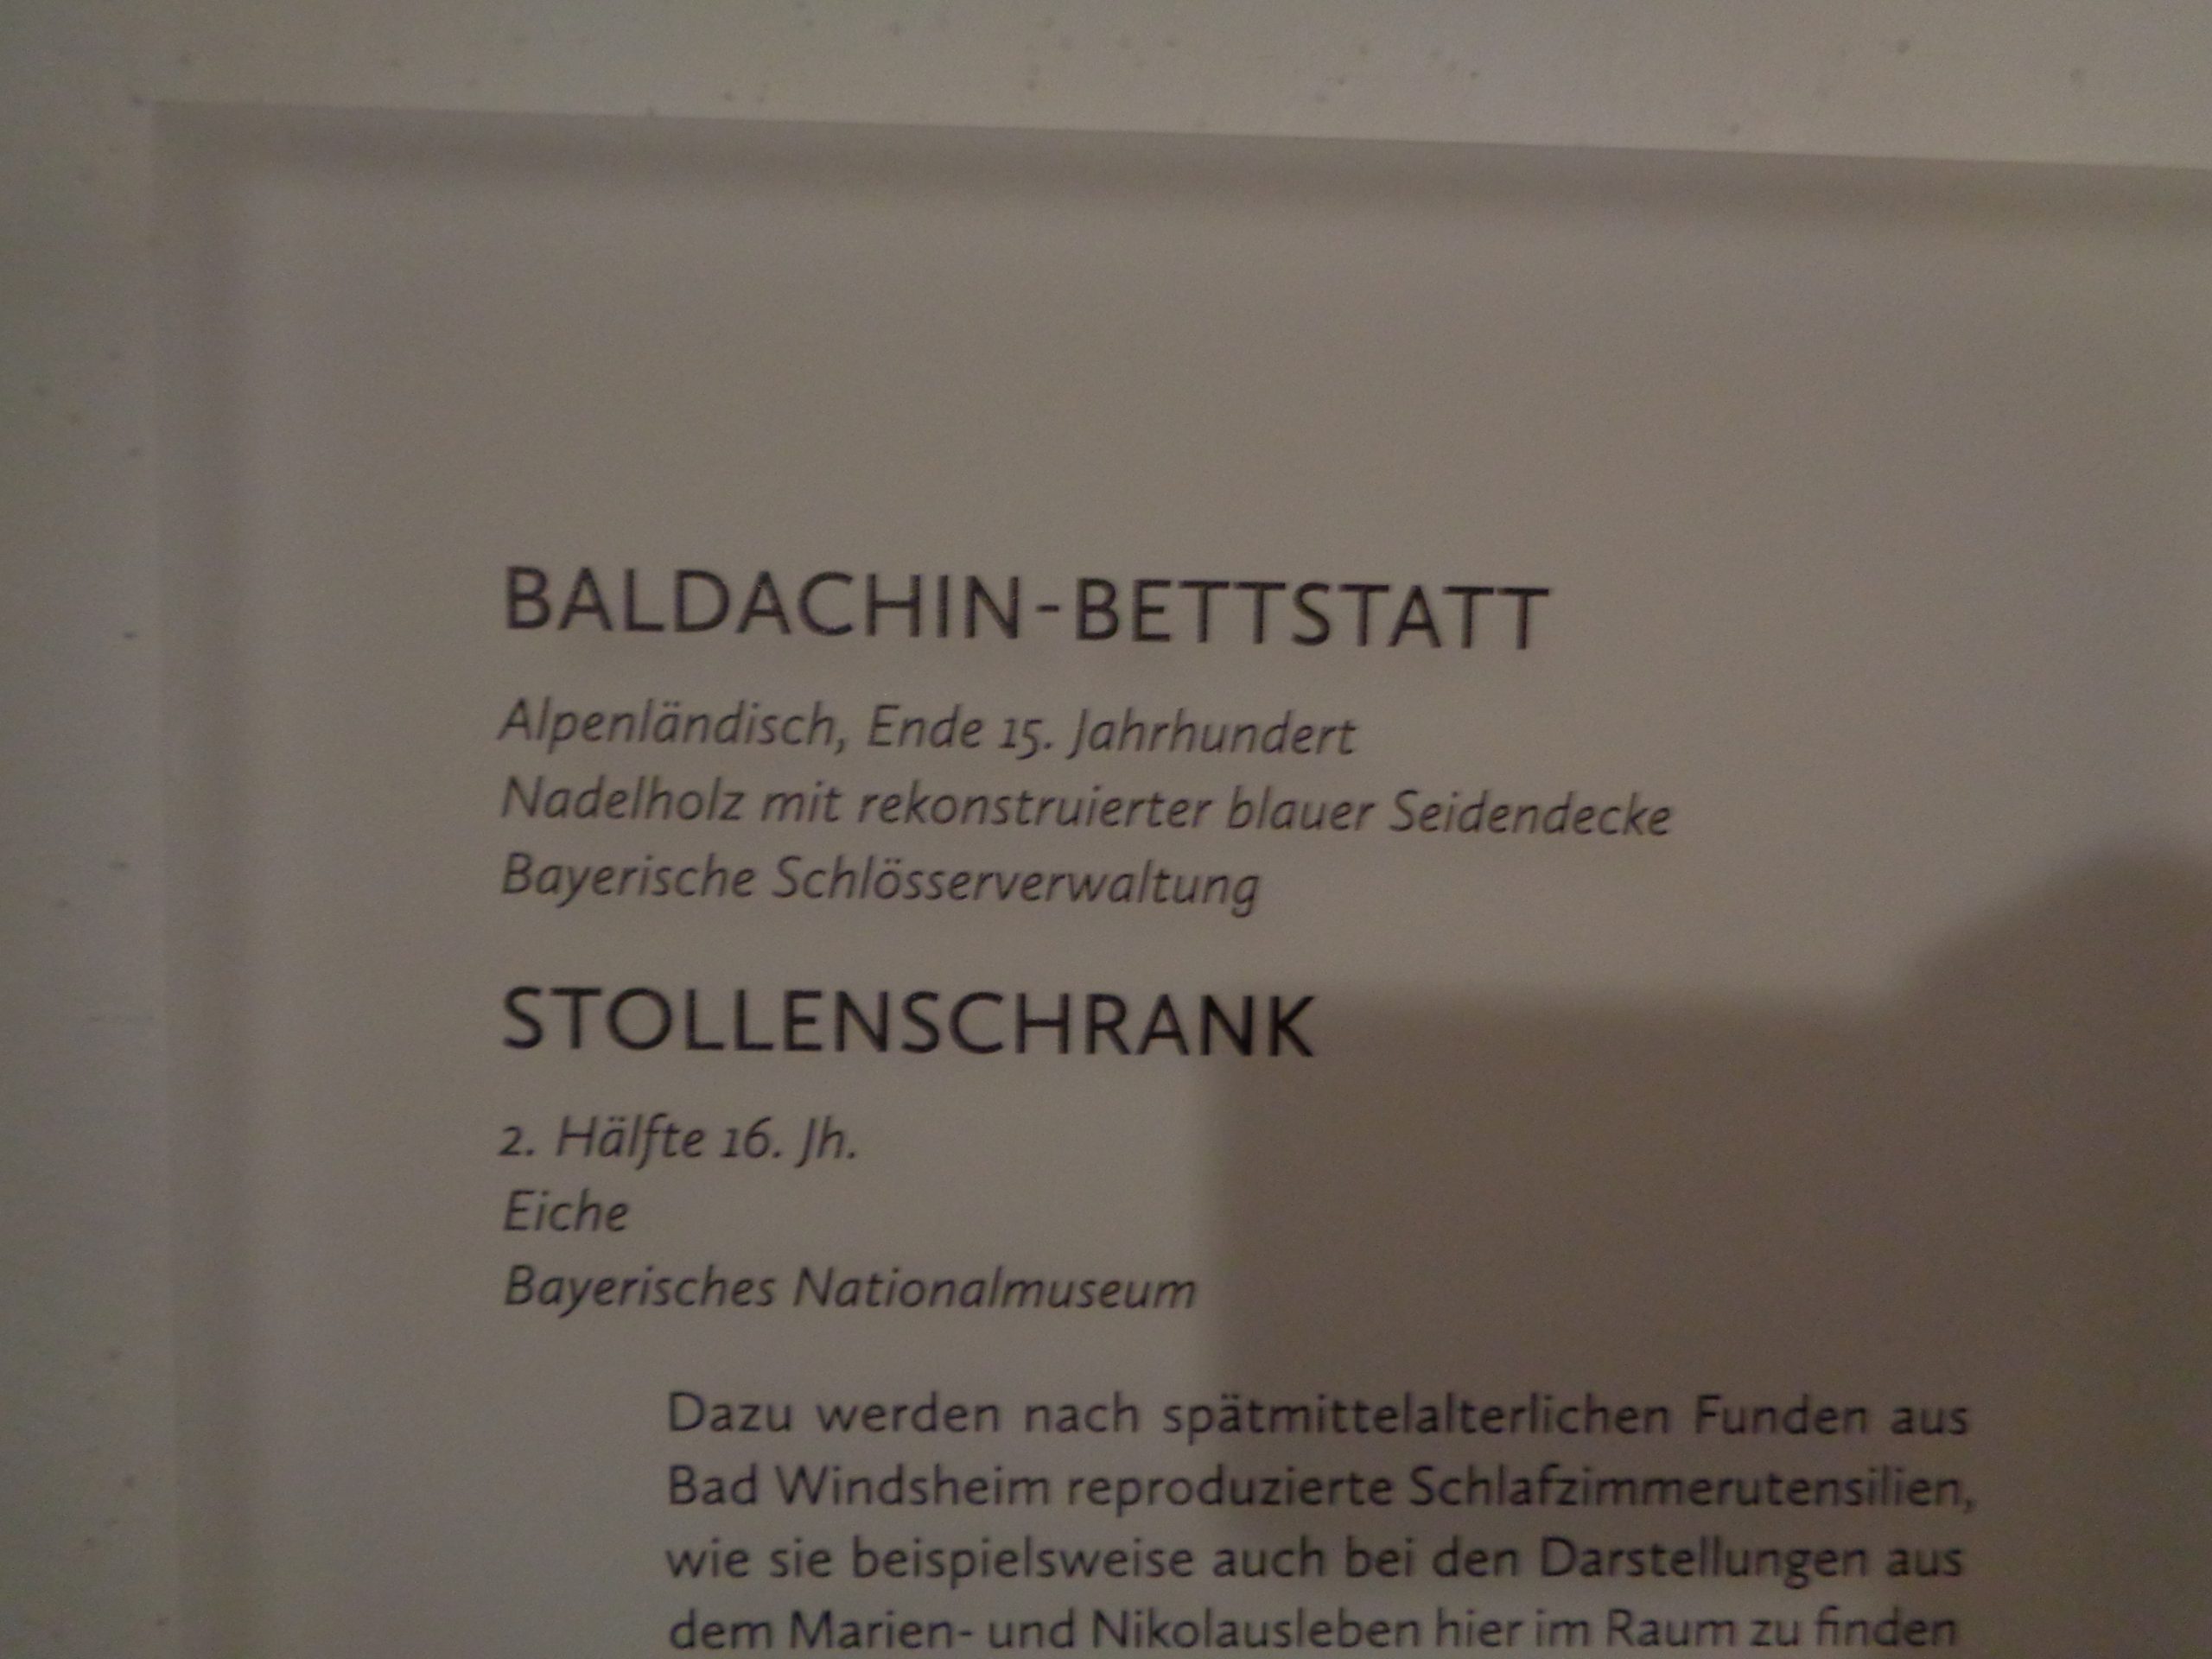 BALDACHIN-BETTSTATT
Alpenländisch, Ende 15. Jahrhundert
Nadelholz mit rekonstruierter blauer Seidendecke
Bayerische Schlösserverwaltung
STOLLENSCHRANK
2. Hälfte 16. Jh.
Eiche
Bayerisches Nationalmuseum
Dazu werden nach spätmittelalterlichen Funden aus
Bad Windsheim reproduzierte Schlafzimmerutensilien,
wie sie beispielsweise auch bei den Darstellungen aus
dem Marien- und Nikolausleben hier im Raum zu finden